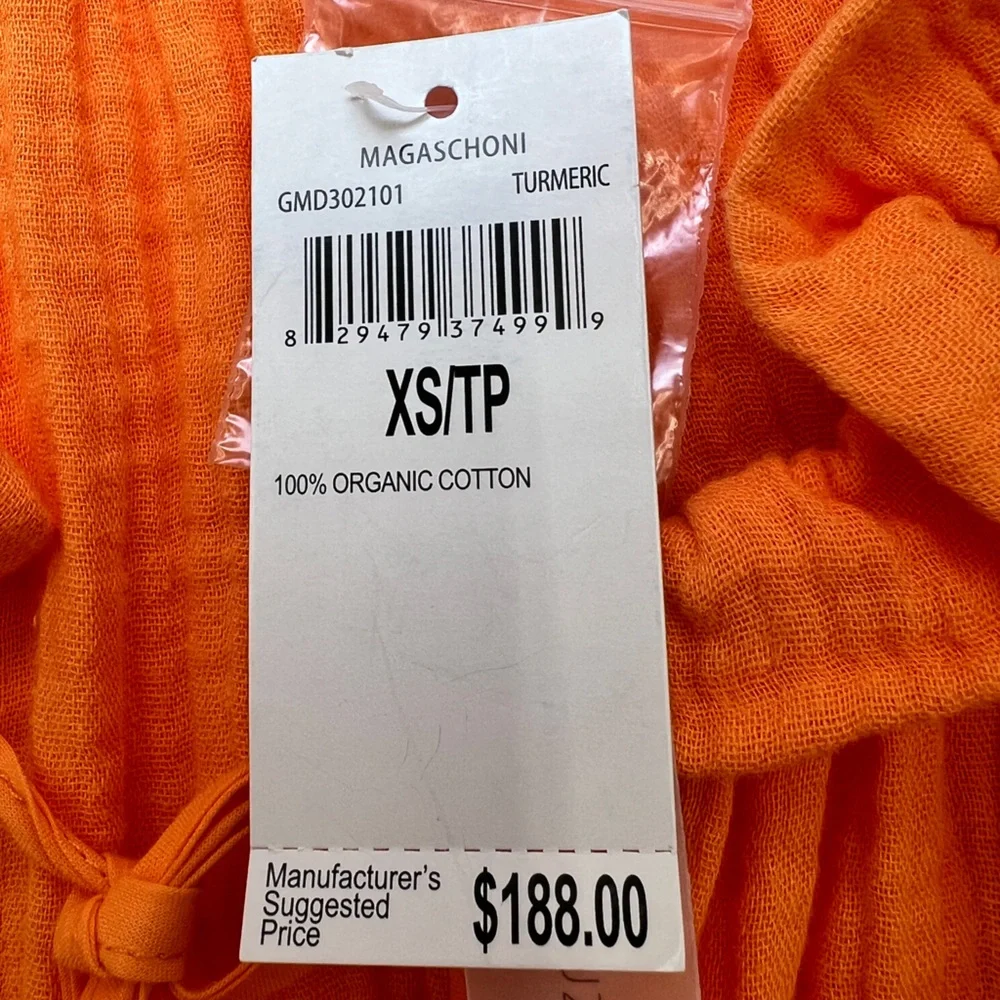 MAGASCHONI
GMD302101 TURMERIC
8 29479 37499 9
XS/TP
100% ORGANIC COTTON
Manufacturer's
Suggested
Price
$188.00